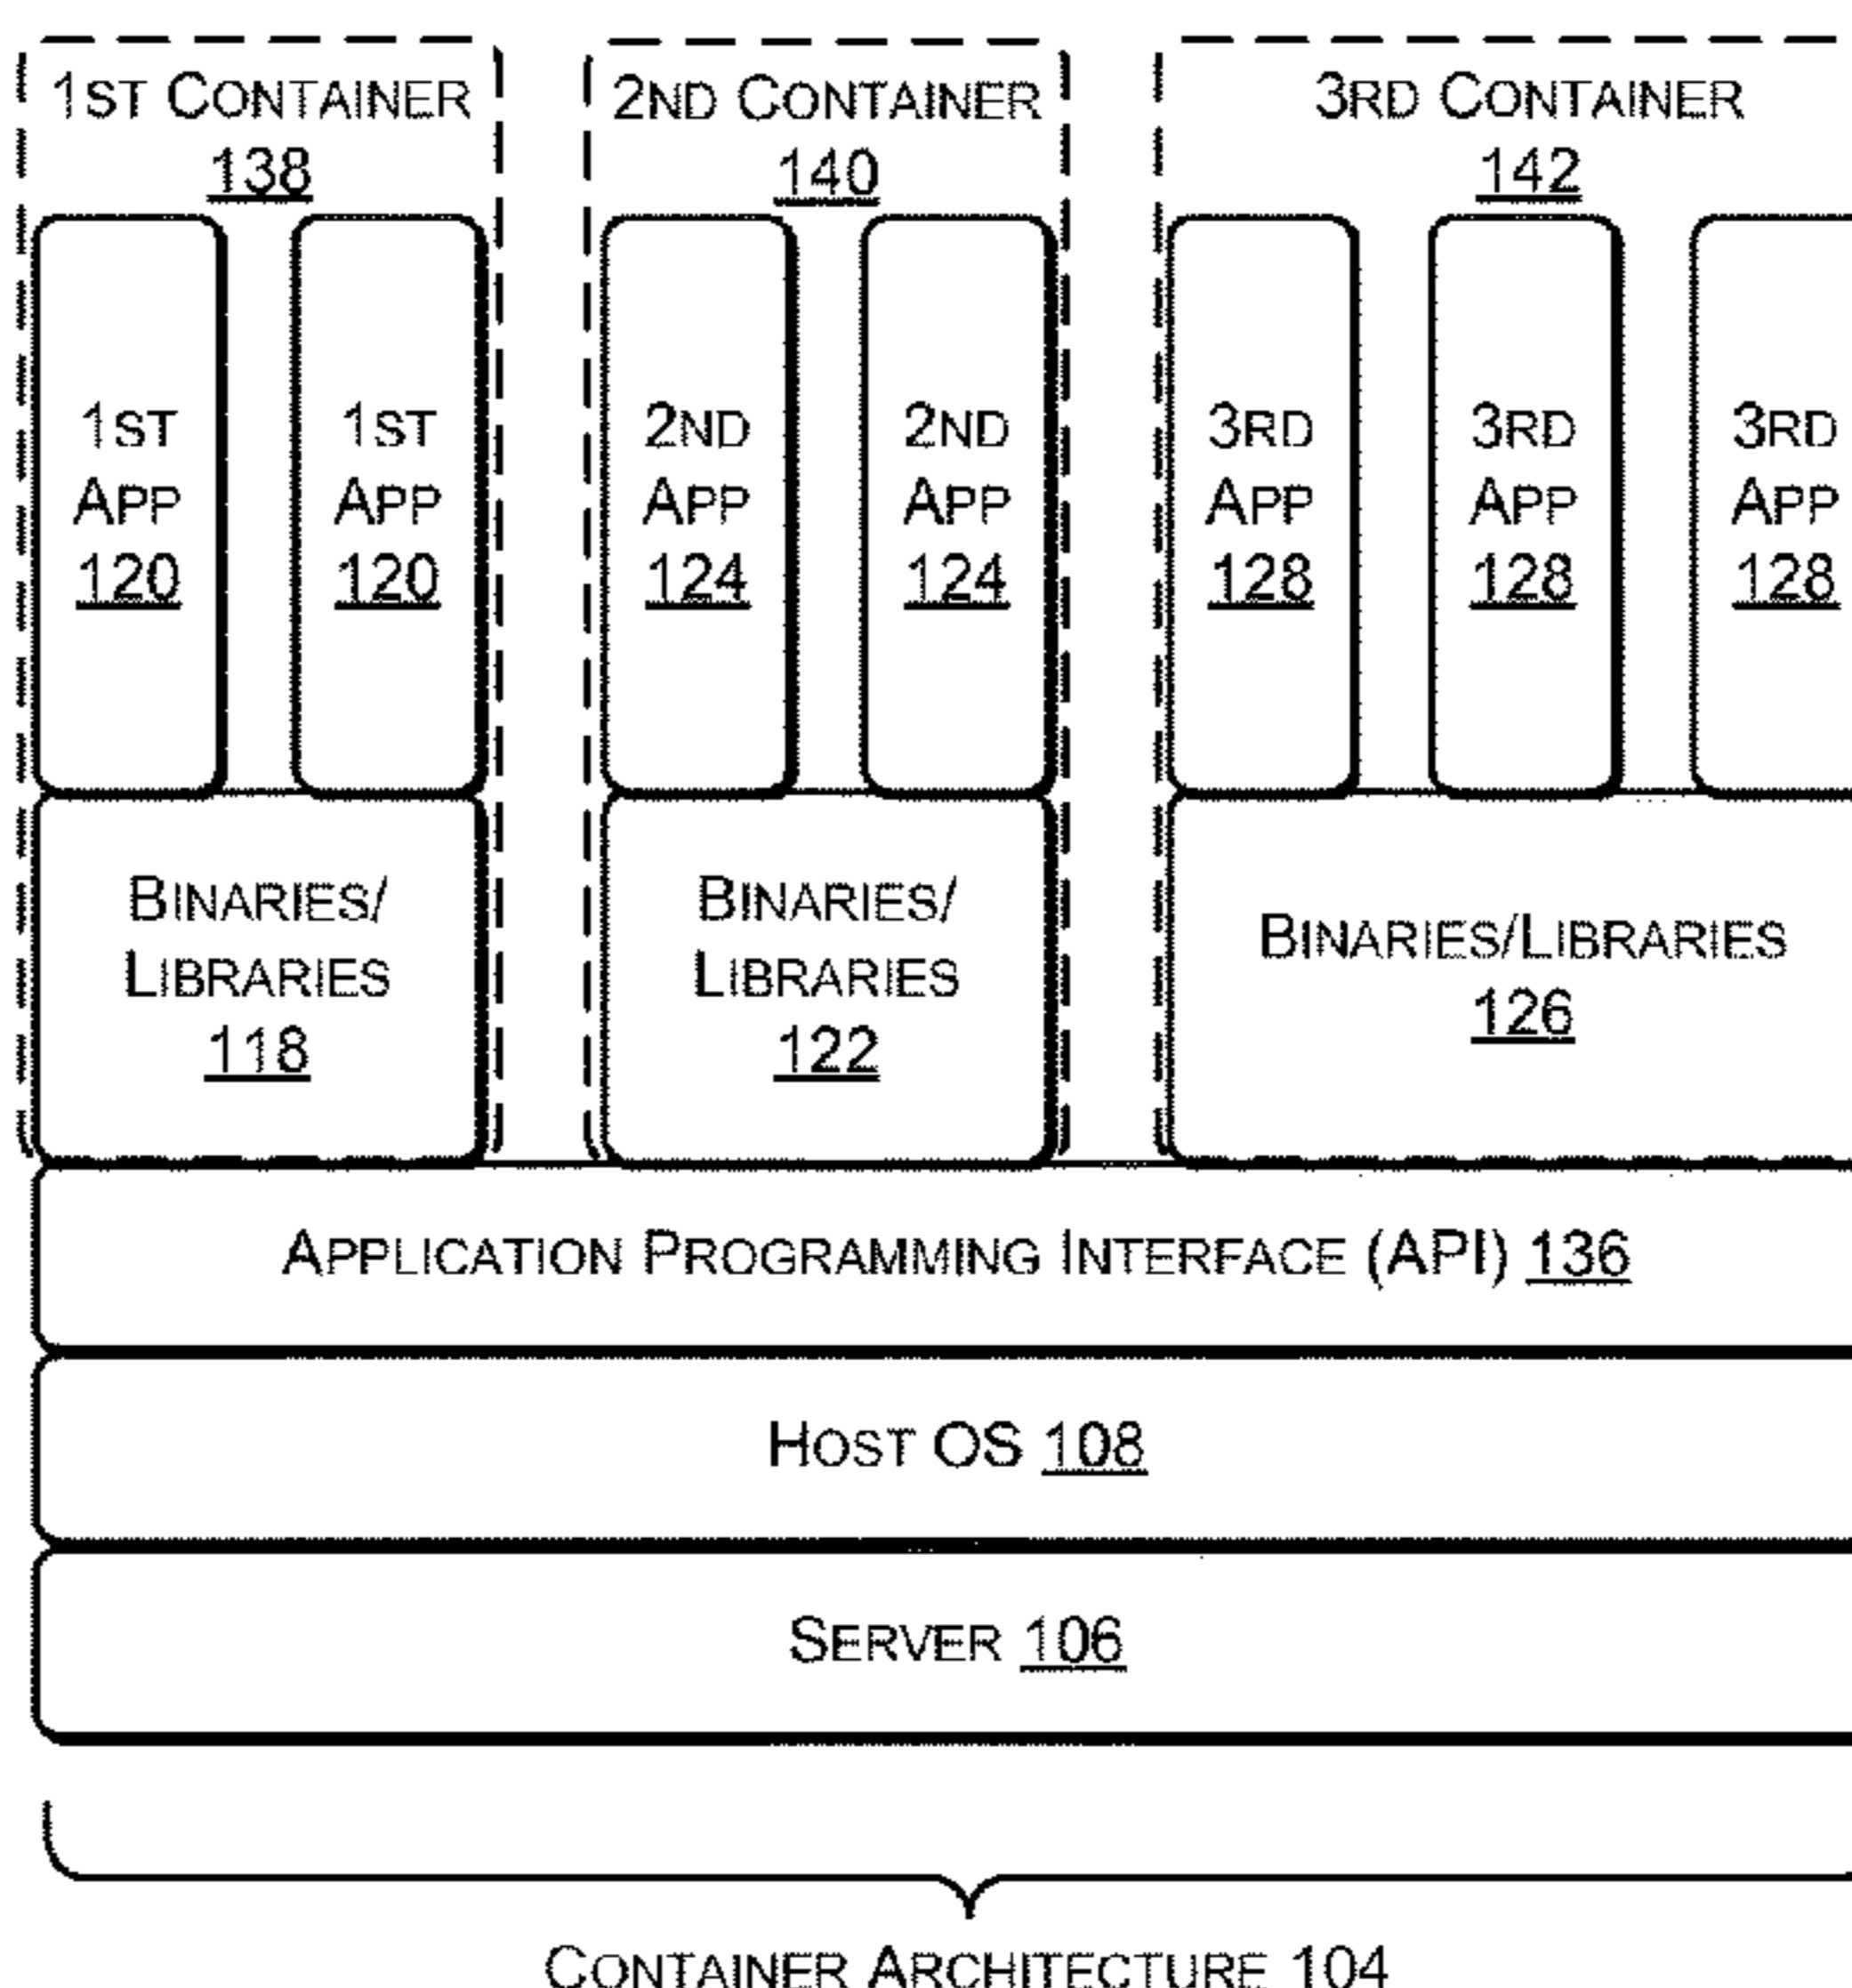 1ST CONTAINER
138
2ND CONTAINER
140
3RD CONTAINER
142
1ST
APP
120
1ST
APP
120
2ND
APP
124
2ND
APP
124
3RD
APP
128
3RD
APP
128
3RD
APP
128
BINARIES/
LIBRARIES
118
BINARIES/
LIBRARIES
122
BINARIES/LIBRARIES
126
APPLICATION PROGRAMMING INTERFACE (API) 136
HOST OS 108
SERVER 106
CONTAINER ARCHITECTURE 104